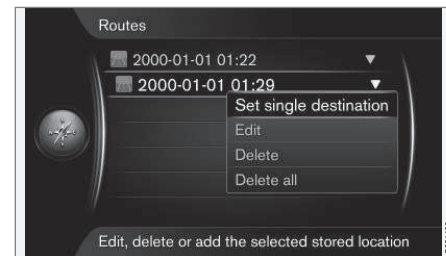 Routes
2000-01-01 01:22
2000-01-01 01:29
Set single destination
Edit
Delete
Delete all
Edit, delete or add the selected stored location